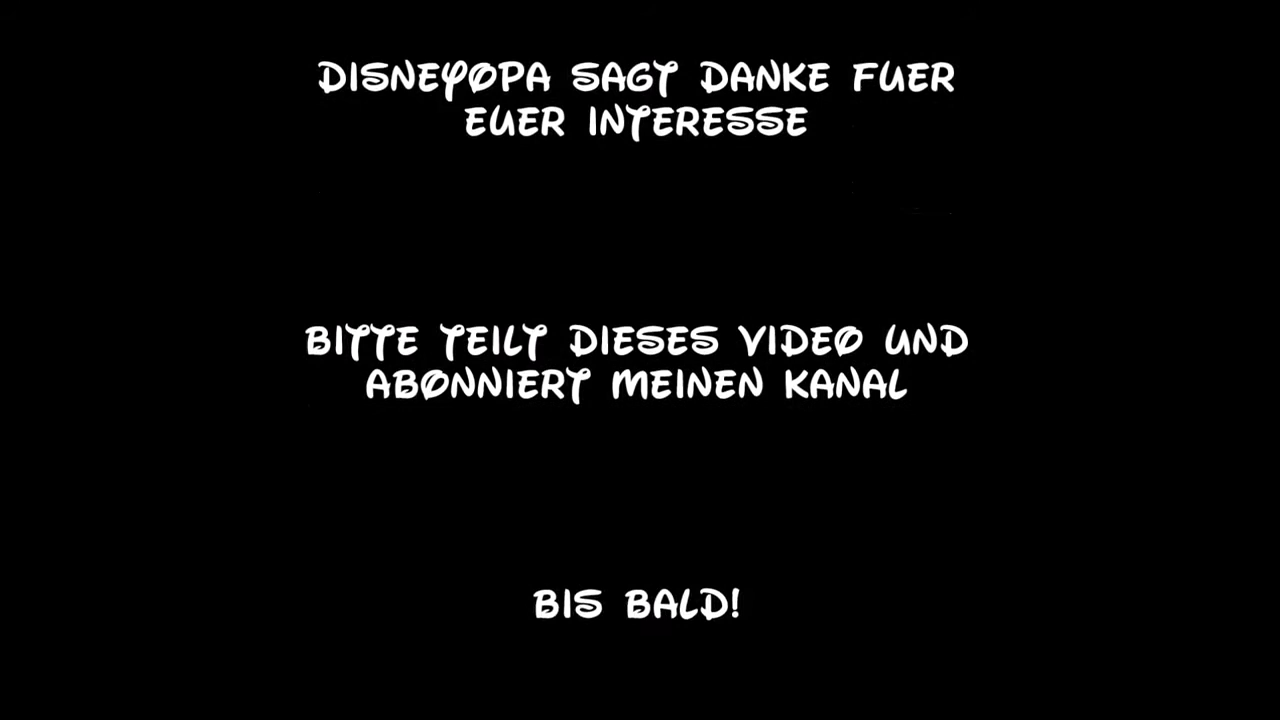 DISNEYOPA SAGT DANKE FUER
EUER INTERESSE
BITTE TEILT DIESES VIDEO UND
ABONNIERT MEINEN KANAL
BIS BALD!